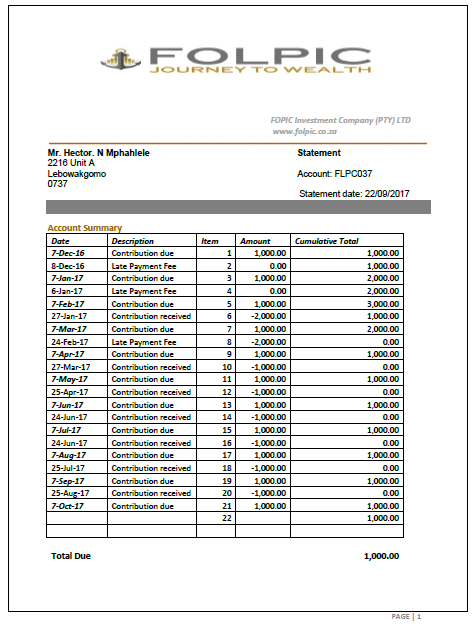 FOLPIC
JOURNEY TO WEALTH
FOPIC Investment Company (PTY) LTD
www.folpic.co.za
Mr. Hector. N Mphahlele Statement
2216 Unit A
Lebowakgomo Account: FLPC037
0737
Statement date: 22/09/2017
Account Summary
Date Description Item Amount Cumulative Total
7-Dec-16 Contribution due 1 1,000.00 1,000.00
8-Dec-16 Late Payment Fee 2 0.00 1,000.00
7-Jan-17 Contribution due 3 1,000.00 2,000.00
6-Jan-17 Late Payment Fee 4 0.00 2,000.00
7-Feb-17 Contribution due 5 1,000.00 3,000.00
27-Jan-17 Contribution received 6 -2,000.00 1,000.00
7-Mar-17 Contribution due 7 1,000.00 2,000.00
24-Feb-17 Late Payment Fee 8 -2,000.00 0.00
7-Apr-17 Contribution due 9 1,000.00 1,000.00
27-Mar-17 Contribution received 10 -1,000.00 0.00
7-May-17 Contribution due 11 1,000.00 1,000.00
25-Apr-17 Contribution received 12 -1,000.00 0.00
7-Jun-17 Contribution due 13 1,000.00 1,000.00
24-Jun-17 Contribution received 14 -1,000.00 0.00
7-Jul-17 Contribution due 15 1,000.00 1,000.00
24-Jun-17 Contribution received 16 -1,000.00 0.00
7-Aug-17 Contribution due 17 1,000.00 1,000.00
25-Jul-17 Contribution received 18 -1,000.00 0.00
7-Sep-17 Contribution due 19 1,000.00 1,000.00
25-Aug-17 Contribution received 20 -1,000.00 0.00
7-Oct-17 Contribution due 21 1,000.00 1,000.00
22 1,000.00
Total Due 1,000.00
PAGE | 1